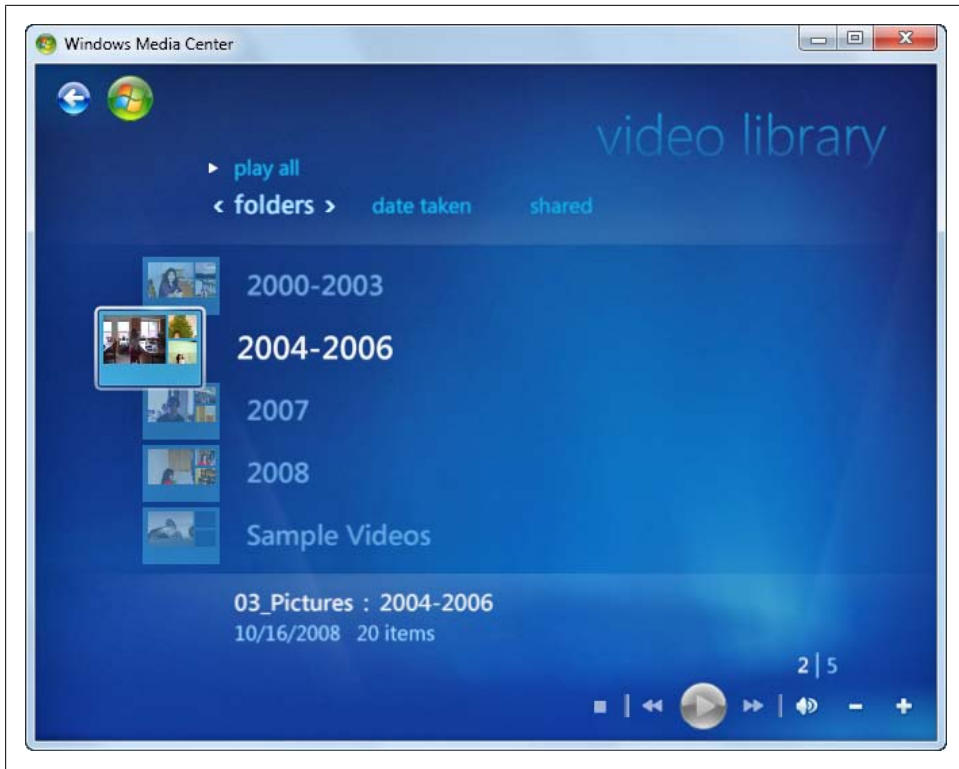 Windows Media Center
video library
play all
< folders > date taken shared
2000-2003
2004-2006
2007
2008
Sample Videos
03_Pictures : 2004-2006
10/16/2008 20 items
2 | 5